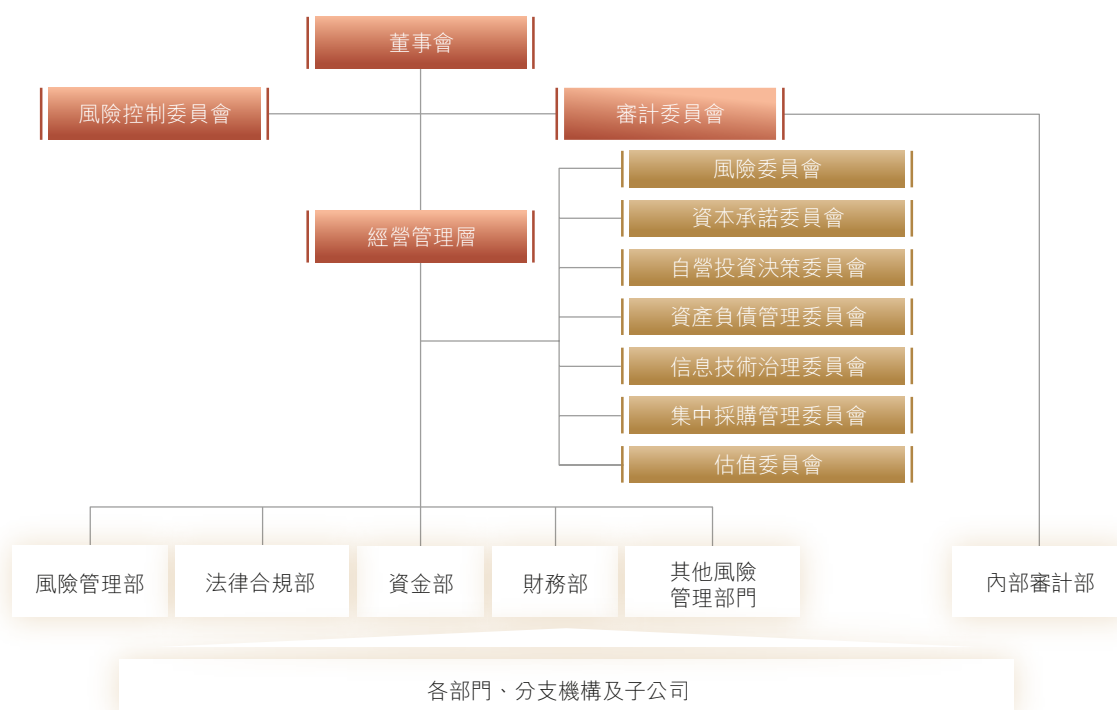 董事會
風險控制委員會
審計委員會
風險委員會
資本承諾委員會
經營管理層
自營投資決策委員會
資產負債管理委員會
信息技術治理委員會
集中採購管理委員會
估值委員會
風險管理部
法律合規部
資金部
財務部
其他風險
管理部門
內部審計部
各部門、分支機構及子公司